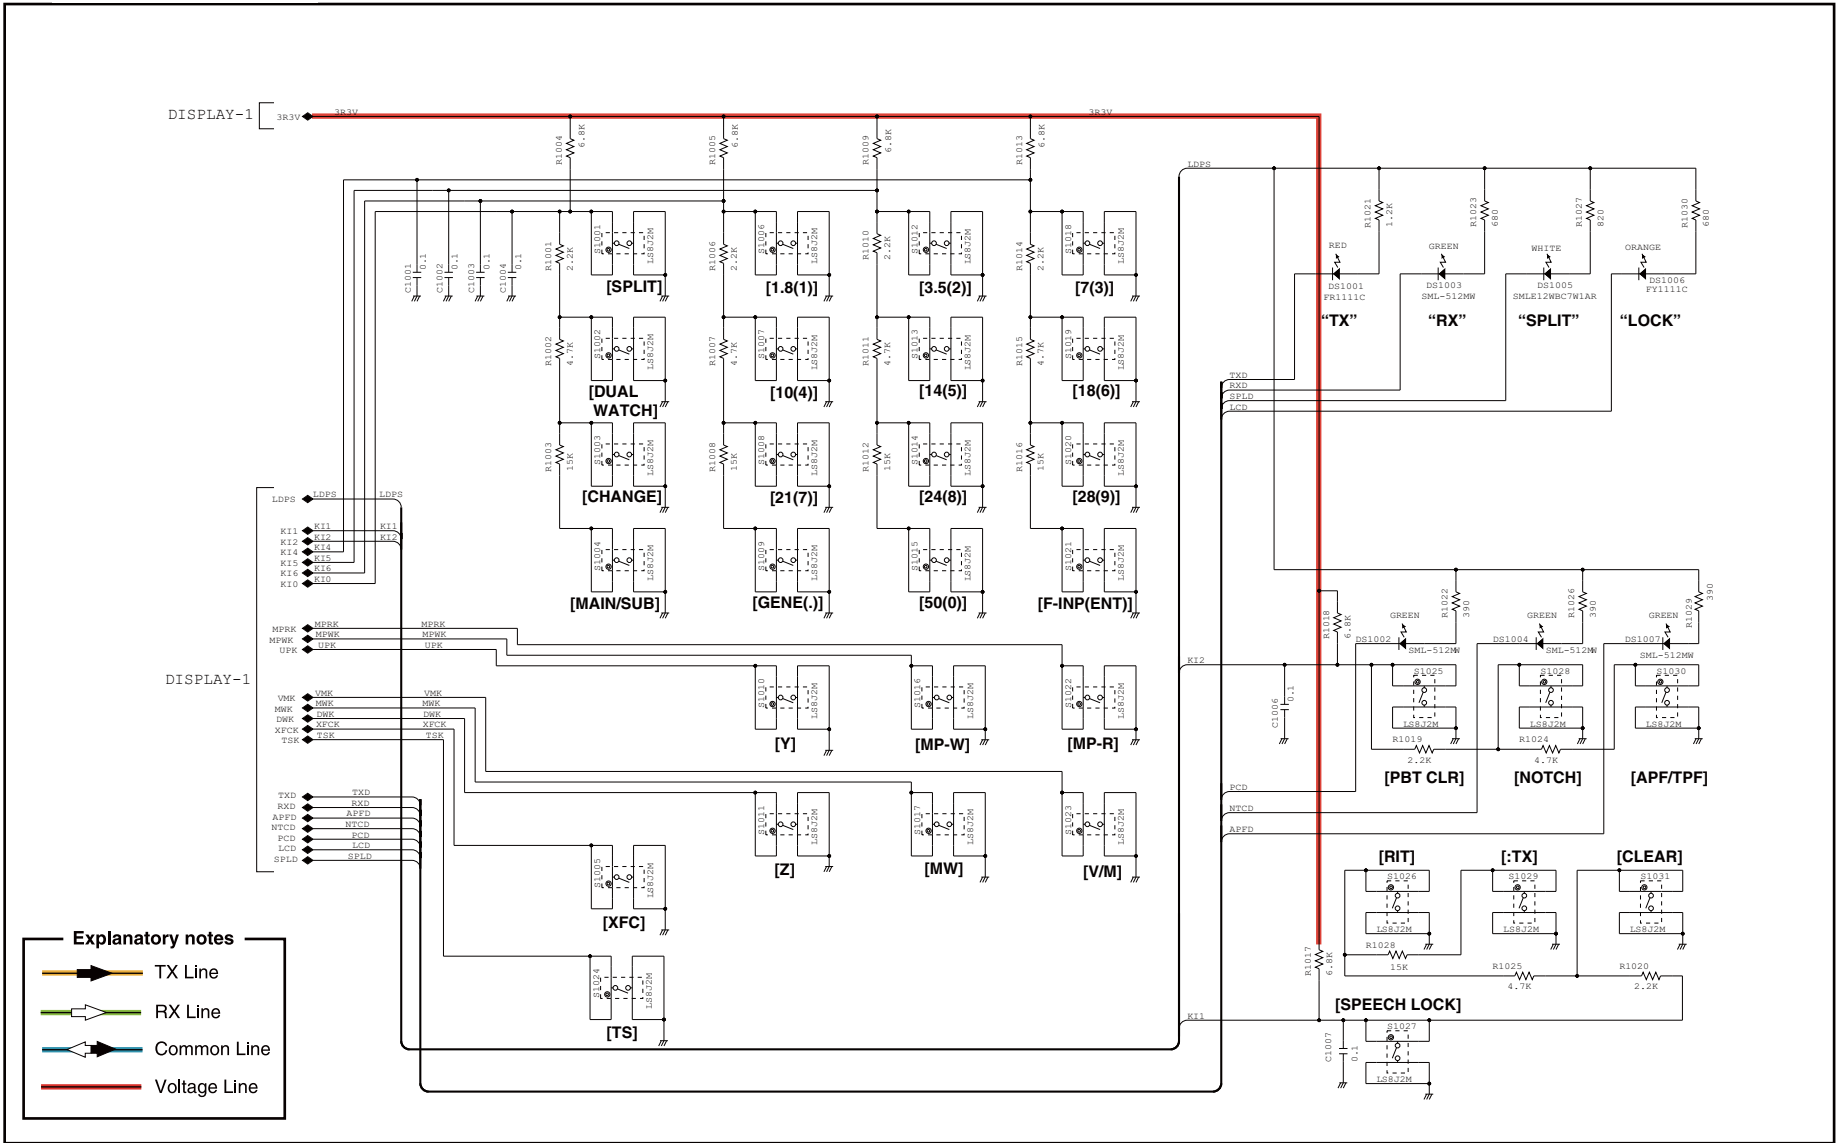 DISPLAY-1
3R3V 3R3V 3R3V
R1004 6.8K R1005 6.8K R1009 6.8K R1013 6.8K
LDPS
R1021 1.2K R1023 680 R1027 820 R1030 680
C1001 0.1 C1002 0.1 C1003 0.1 C1004 0.1
R1001 2.2K S1001 LS8J2M R1006 2.2K S1006 LS8J2M R1010 2.2K S1012 LS8J2M R1014 2.2K S1018 LS8J2M
[SPLIT] [1.8(1)] [3.5(2)] [7(3)]
RED GREEN WHITE ORANGE
DS1001 DS1003 DS1005 DS1006
FR1111C SML-512MW SMLE12WBC7W1AR FY1111C
“TX” “RX” “SPLIT” “LOCK”
R1002 4.7K S1002 LS8J2M R1007 4.7K S1007 LS8J2M R1011 4.7K S1013 LS8J2M R1015 4.7K S1019 LS8J2M
[DUAL
WATCH] [10(4)] [14(5)] [18(6)]
TXD
RXD
SPLD
LCD
R1003 15K S1003 LS8J2M R1008 15K S1008 LS8J2M R1012 15K S1014 LS8J2M R1016 15K S1020 LS8J2M
[CHANGE] [21(7)] [24(8)] [28(9)]
S1004 LS8J2M S1009 LS8J2M S1015 LS8J2M S1021 LS8J2M
[MAIN/SUB] [GENE(.)] [50(0)] [F-INP(ENT)]
LDPS LDPS LDPS
KI1 KI1 KI1
KI2 KI2 KI2
KI4 KI4
KI5 KI5
KI6 KI6
KI0 KI0
MPRK MPRK MPRK
MPWK MPWK MPWK
UPK UPK
DISPLAY-1
VMK VMK VMK
MWK MWK MWK
DWK DWK DWK
XFCK XFCK XFCK
TSK TSK TSK
TXD TXD
RXD RXD
APFD APFD
NTCD NTCD
PCD PCD
LCD LCD
SPLD SPLD
S1010 LS8J2M S1016 LS8J2M S1022 LS8J2M
[Y] [MP-W] [MP-R]
S1011 LS8J2M S1017 LS8J2M S1023 LS8J2M
[Z] [MW] [V/M]
S1005 LS8J2M
[XFC]
S1024 LS8J2M
[TS]
R1018 6.8K R1022 390 R1026 390 R1029 390
GREEN GREEN GREEN
DS1002 DS1004 DS1007
SML-512MW SML-512MW SML-512MW
KI2
C1006 0.1
S1025 S1028 S1030
LS8J2M LS8J2M LS8J2M
R1019 R1024
2.2K 4.7K
[PBT CLR] [NOTCH] [APF/TPF]
PCD
NTCD
APFD
[RIT] [:TX] [CLEAR]
S1026 S1029 S1031
LS8J2M LS8J2M LS8J2M
R1028
15K
R1017 6.8K
R1025 R1020
4.7K 2.2K
[SPEECH LOCK]
KI1
C1007 0.1
S1027
LS8J2M
Explanatory notes
TX Line
RX Line
Common Line
Voltage Line